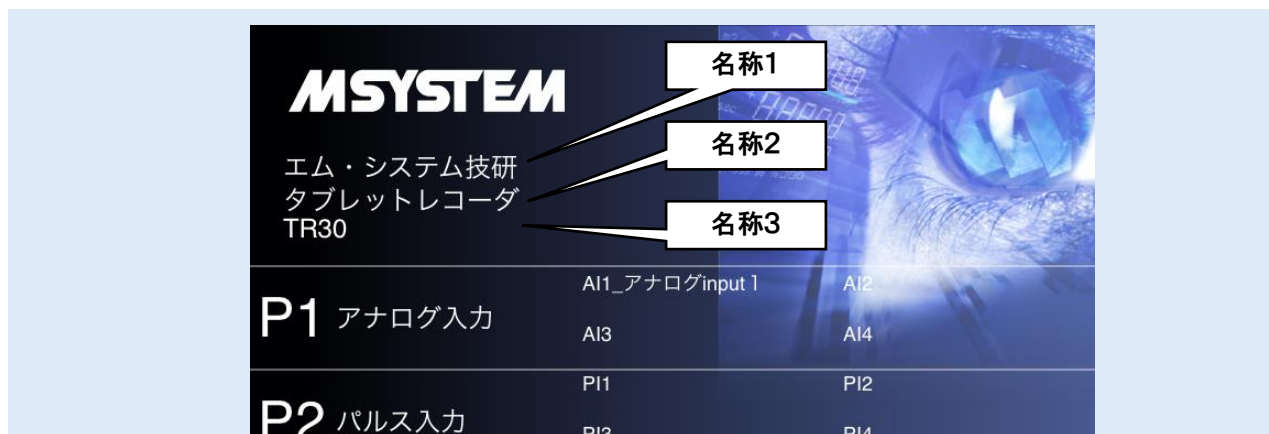 MSYSTEM
エム・システム技研
タブレットレコーダ
TR30
名称1
名称2
名称3
P1 アナログ入力
AI1_アナログinput 1
AI2
AI3
AI4
P2 パルス入力
PI1
PI2
PI3
PI4